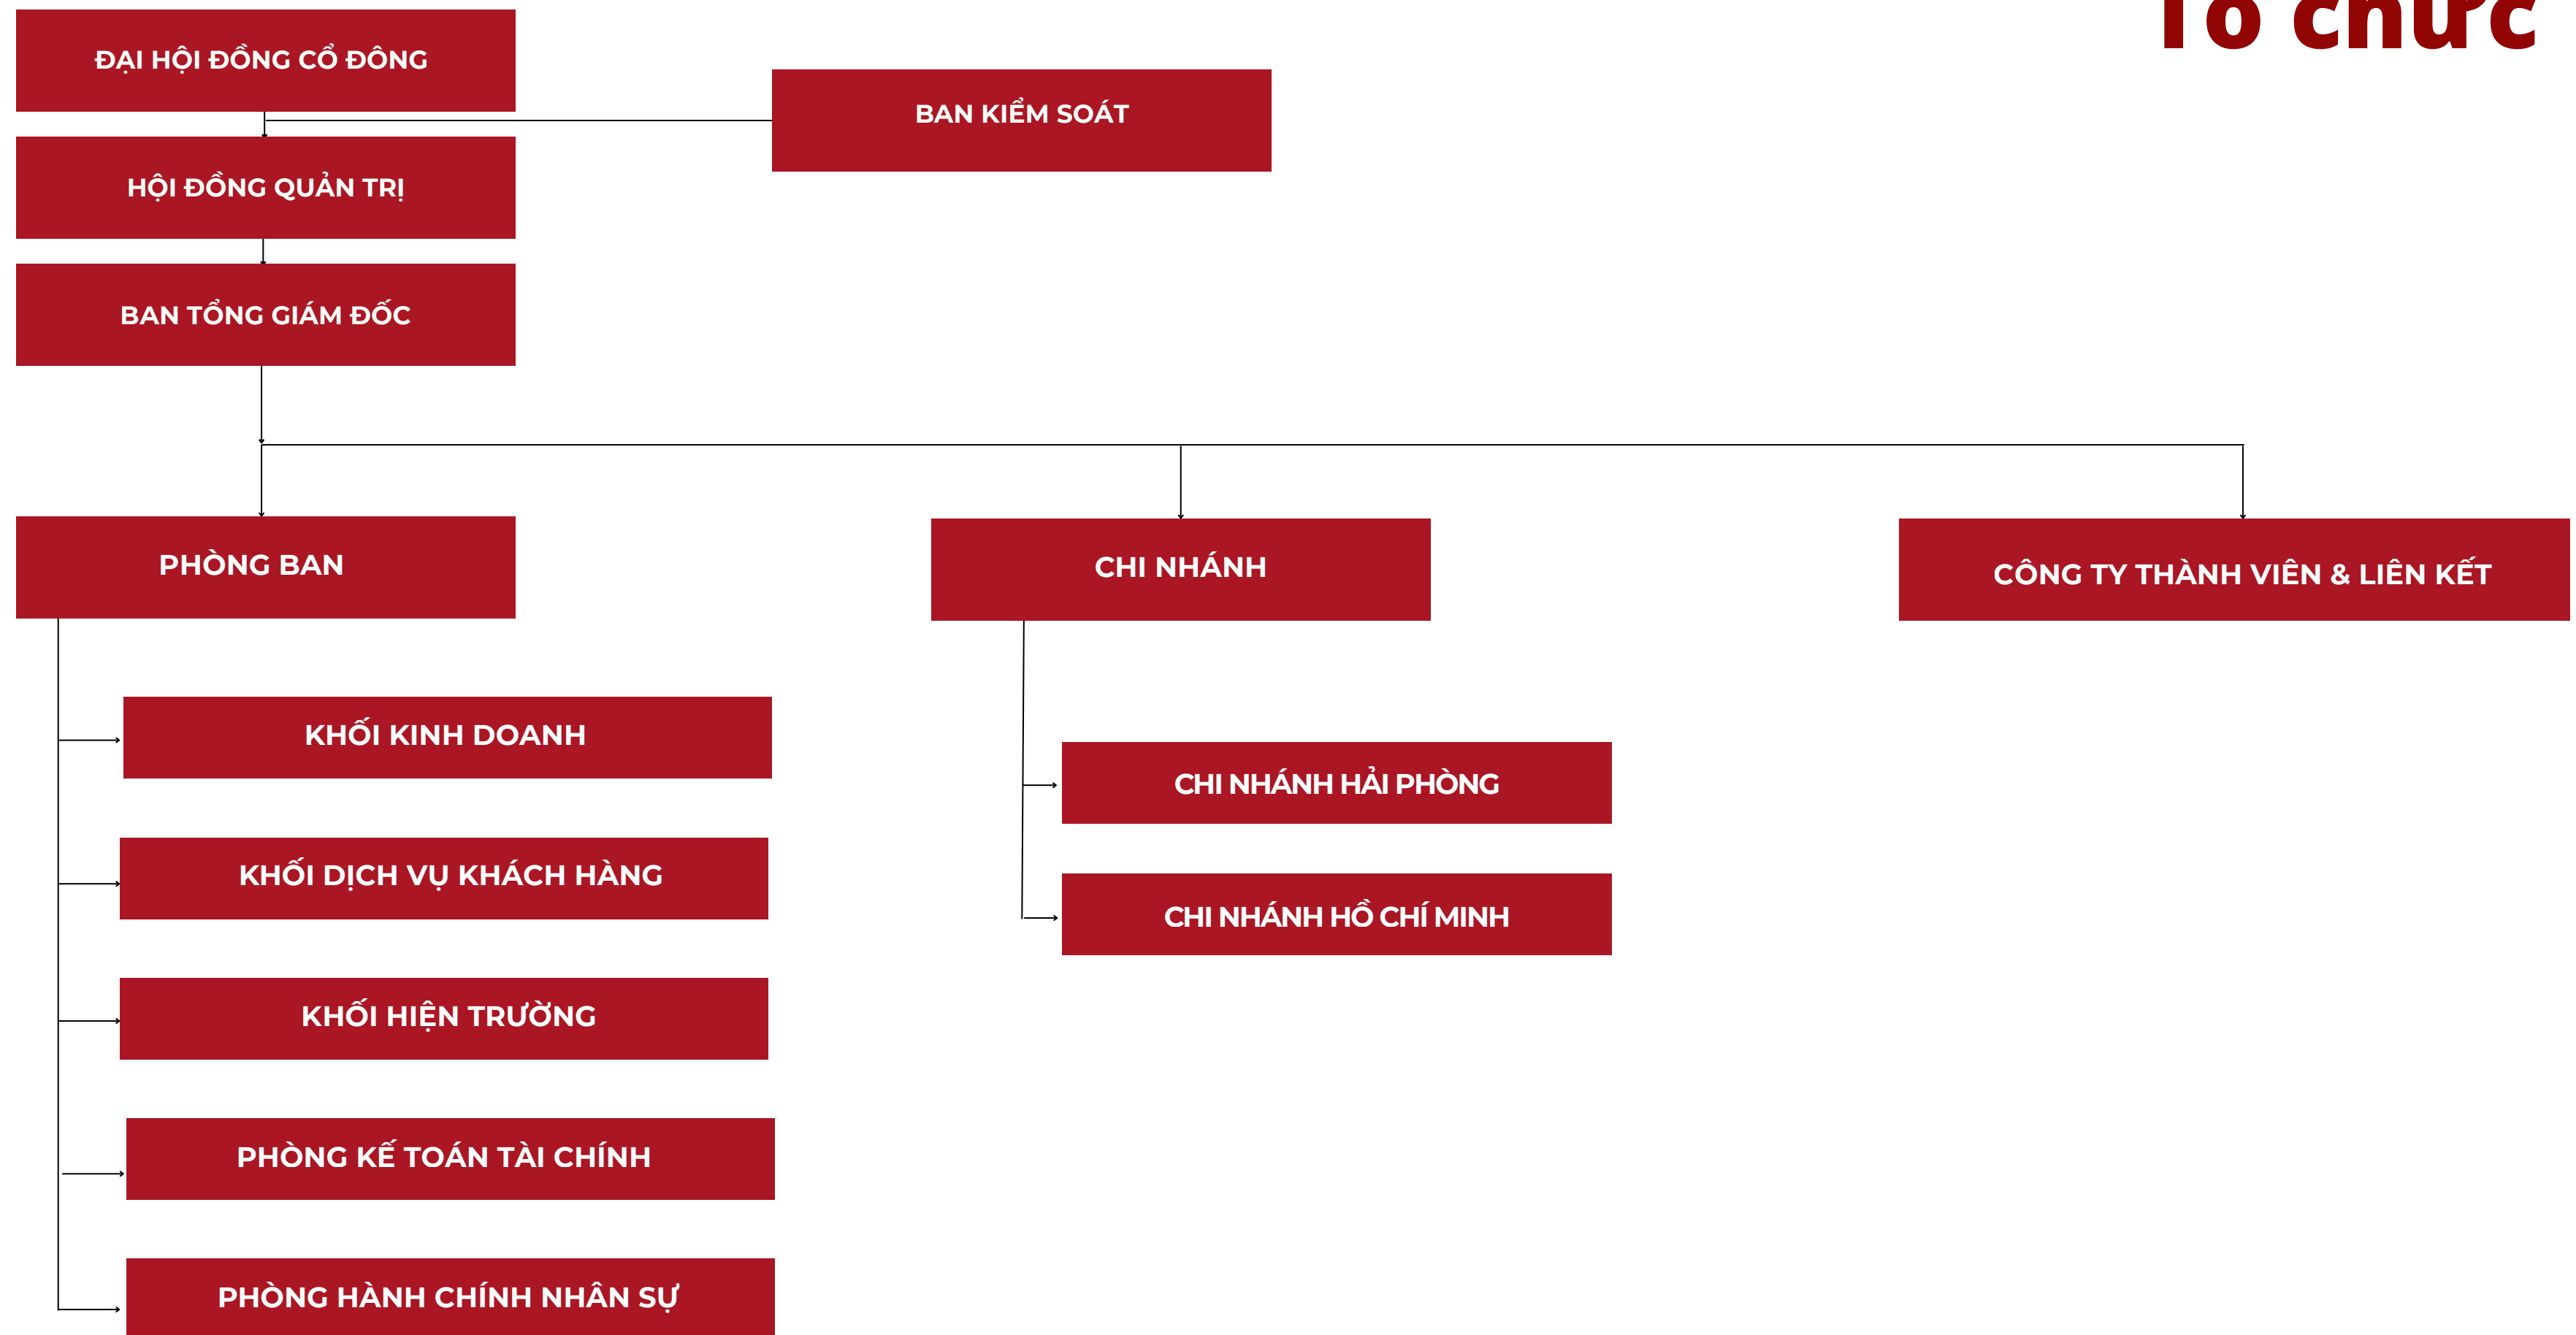 Tổ chức
ĐẠI HỘI ĐỒNG CỔ ĐÔNG
BAN KIỂM SOÁT
HỘI ĐỒNG QUẢN TRỊ
BAN TỔNG GIÁM ĐỐC
PHÒNG BAN
CHI NHÁNH
CÔNG TY THÀNH VIÊN & LIÊN KẾT
KHỐI KINH DOANH
KHỐI DỊCH VỤ KHÁCH HÀNG
KHỐI HIỆN TRƯỜNG
PHÒNG KẾ TOÁN TÀI CHÍNH
PHÒNG HÀNH CHÍNH NHÂN SỰ
CHI NHÁNH HẢI PHÒNG
CHI NHÁNH HỒ CHÍ MINH